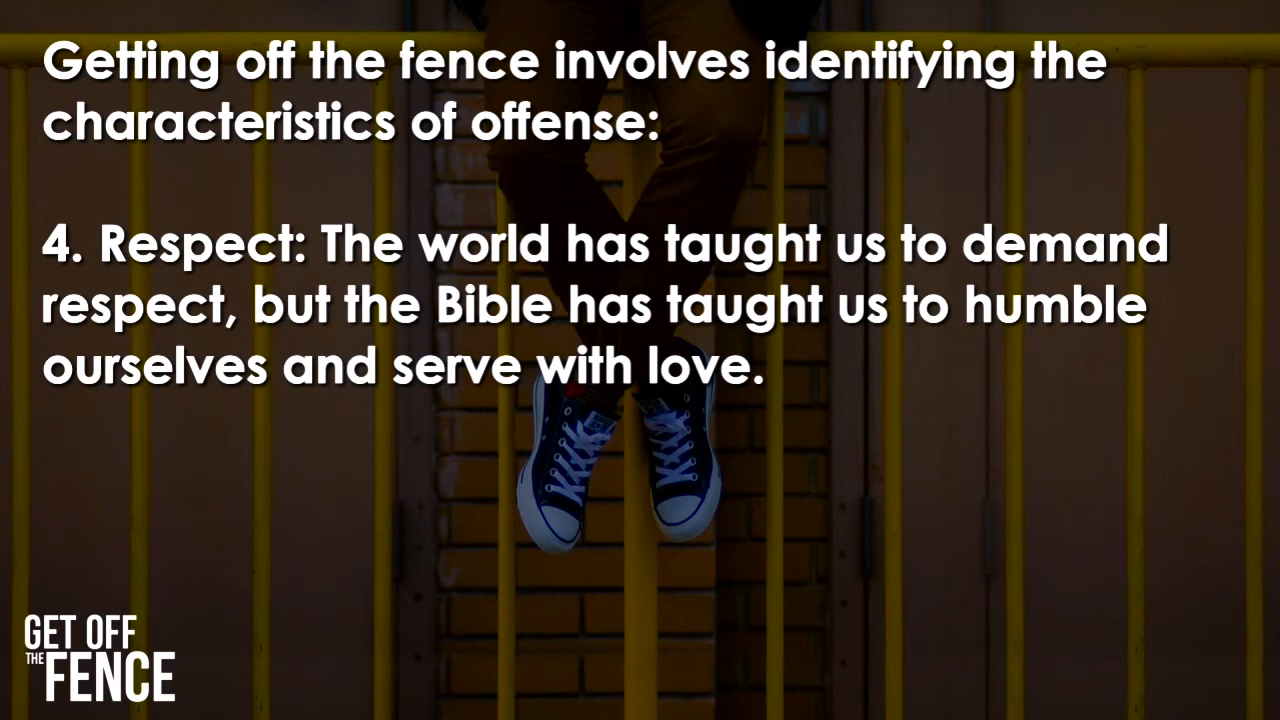 Getting off the fence involves identifying the
characteristics of offense:
4. Respect: The world has taught us to demand
respect, but the Bible has taught us to humble
ourselves and serve with love.
GET OFF
THE FENCE